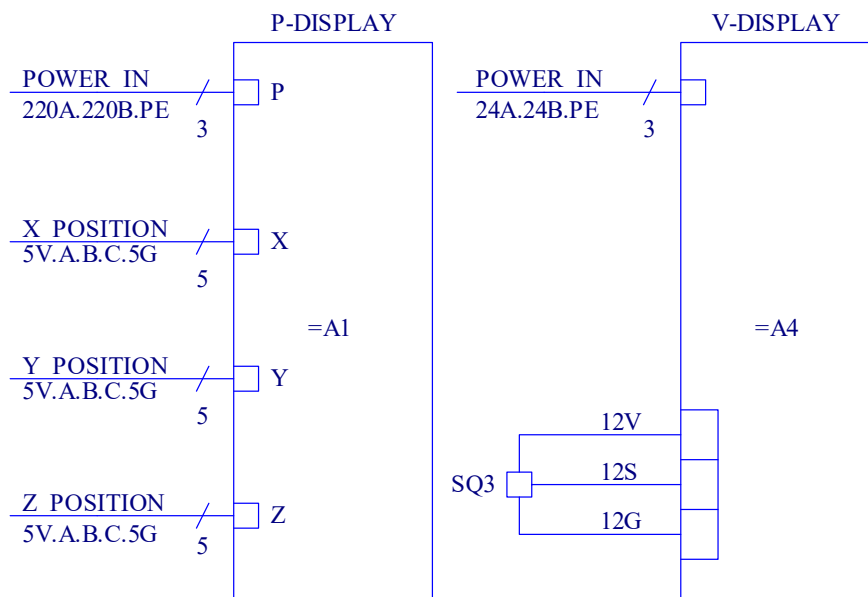 P-DISPLAY
POWER IN
220A.220B.PE
3
P
X POSITION
5V.A.B.C.5G
5
X
=A1
Y POSITION
5V.A.B.C.5G
5
Y
Z POSITION
5V.A.B.C.5G
5
Z
V-DISPLAY
POWER IN
24A.24B.PE
3
=A4
12V
SQ3
12S
12G